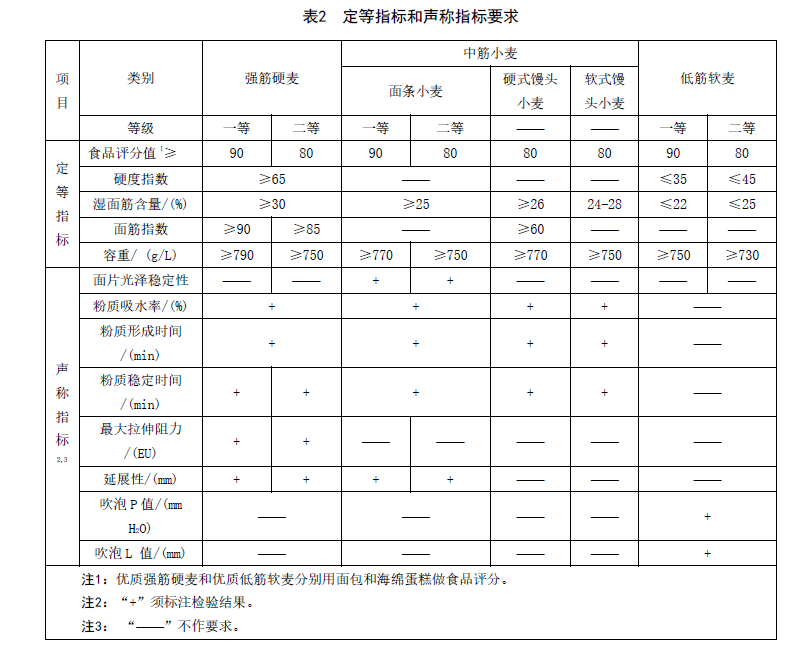 表2 定等指标和声称指标要求
项目 类别 强筋硬麦 中筋小麦 低筋软麦
面条小麦 硬式馒头小麦 软式馒头小麦
等级 一等 二等 一等 二等 —— —— 一等 二等
定等指标 食品评分值1≥ 90 80 90 80 80 80 90 80
硬度指数 ≥65 —— —— —— ≤35 ≤45
湿面筋含量/(%) ≥30 ≥25 ≥26 24-28 ≤22 ≤25
面筋指数 ≥90 ≥85 —— ≥60 —— —— ——
容重/ (g/L) ≥790 ≥750 ≥770 ≥750 ≥770 ≥750 ≥750 ≥730
声称指标2,3 面片光泽稳定性 —— —— + + —— —— —— ——
粉质吸水率/(%) + + + + ——
粉质形成时间/(min) + + + + ——
粉质稳定时间/(min) + + + + + ——
最大拉伸阻力/(EU) + + —— —— —— —— ——
延展性/(mm) + + + + —— —— ——
吹泡P值/(mm H2O) —— —— —— —— +
吹泡L 值/(mm) —— —— —— —— +
注1：优质强筋硬麦和优质低筋软麦分别用面包和海绵蛋糕做食品评分。
注2：“+”须标注检验结果。
注3： “——”不作要求。